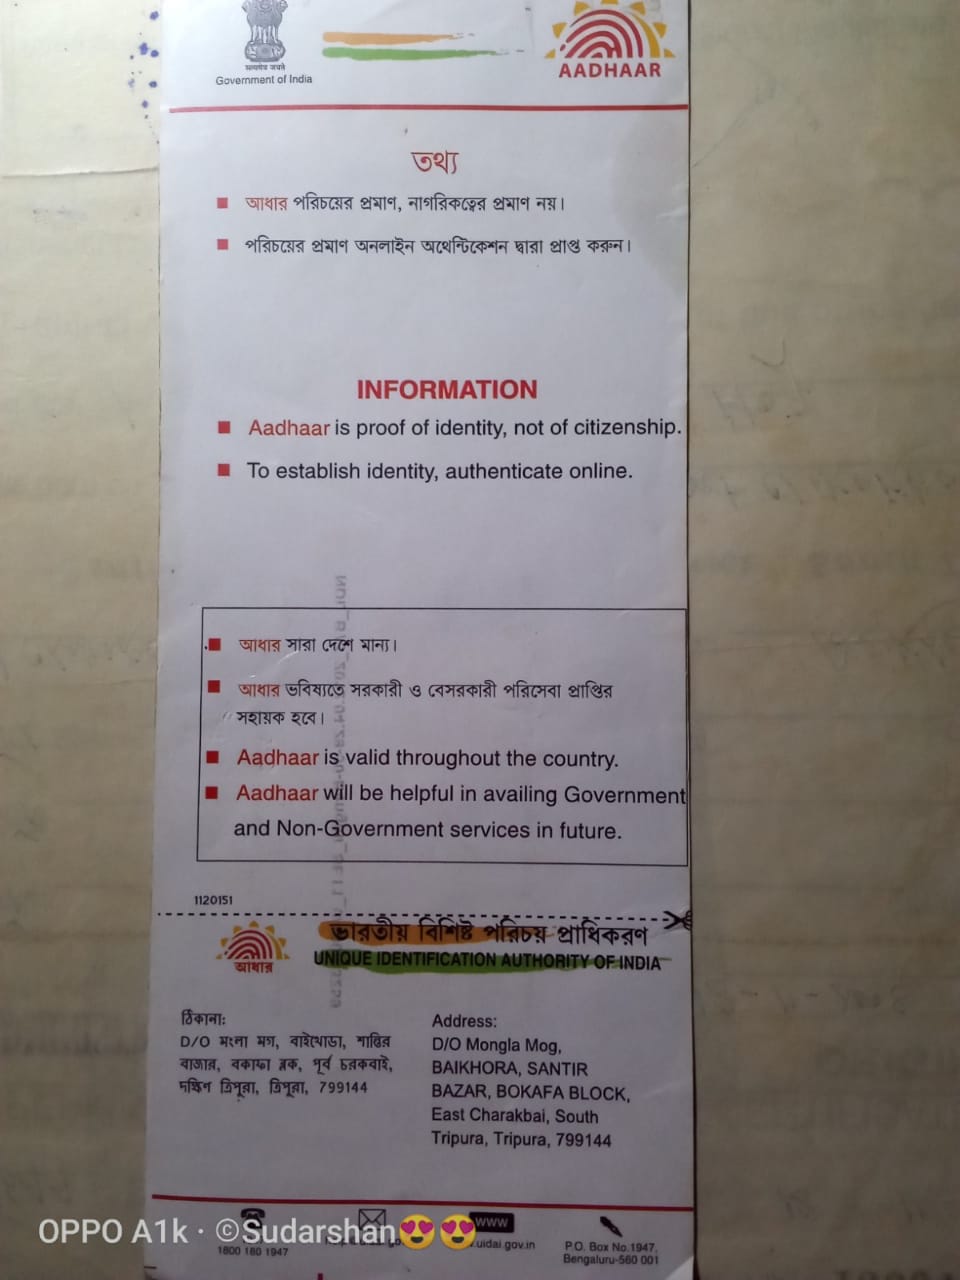 सत्यमेव जयते
Government of India
AADHAAR
তথ্য
আধার পরিচয়ের প্রমাণ, নাগরিকত্বের প্রমাণ নয়।
পরিচয়ের প্রমাণ অনলাইন অথেন্টিকেশন দ্বারা প্রাপ্ত করুন।
INFORMATION
Aadhaar is proof of identity, not of citizenship.
To establish identity, authenticate online.
আধার সারা দেশে মান্য।
আধার ভবিষ্যতে সরকারী ও বেসরকারী পরিসেবা প্রাপ্তির
সহায়ক হবে।
Aadhaar is valid throughout the country.
Aadhaar will be helpful in availing Government
and Non-Government services in future.
1120151
ভারতীয় বিশিষ্ট পরিচয় প্রাধিকরণ
আধার
UNIQUE IDENTIFICATION AUTHORITY OF INDIA
ঠিকানা:
D/O মংলা মগ, বাইখোডা, শান্তির
বাজার, বকাফা ব্লক, পূর্ব চরকবাই,
দক্ষিণ ত্রিপুরা, ত্রিপুরা, 799144
Address:
D/O Mongla Mog,
BAIKHORA, SANTIR
BAZAR, BOKAFA BLOCK,
East Charakbai, South
Tripura, Tripura, 799144
www
1800 180 1947
.uidai.gov.in
P.O. Box No.1947,
Bengaluru-560 001
OPPO A1k · ©Sudarshan😍😍